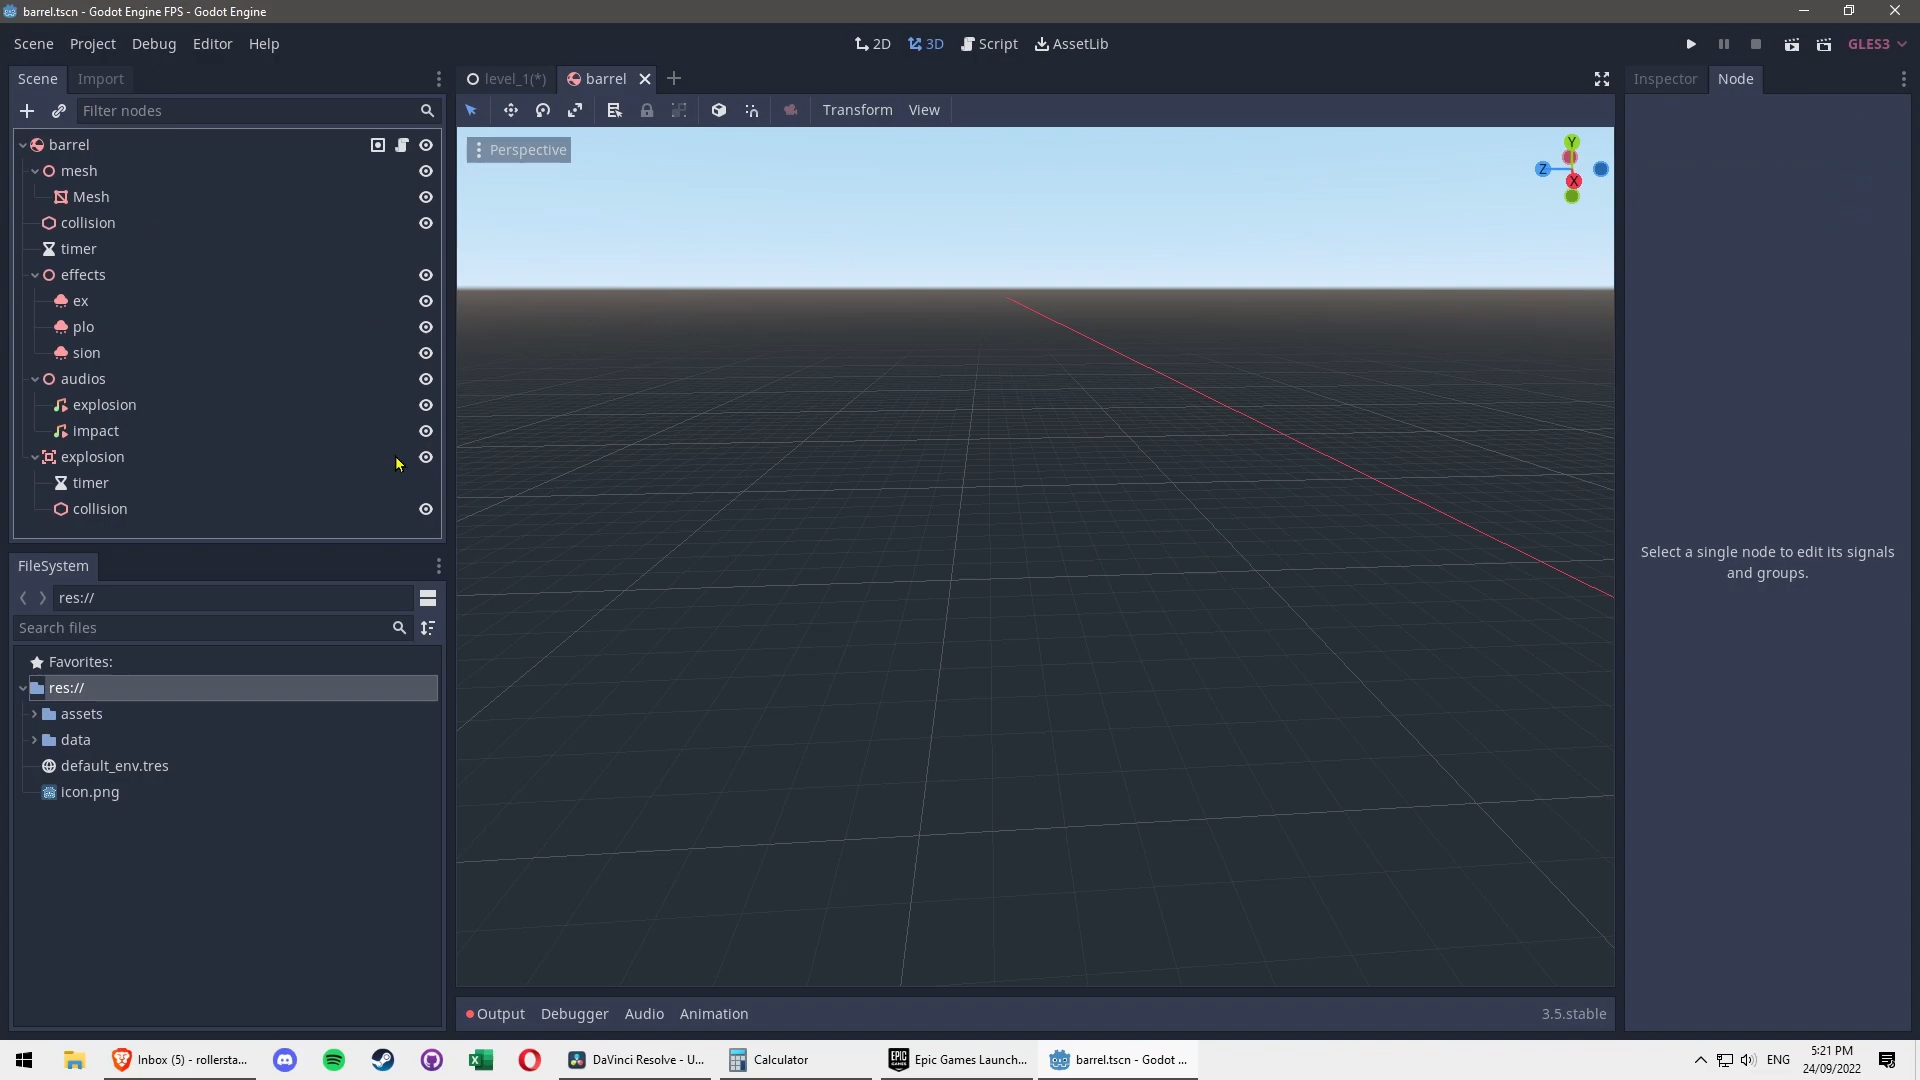 barrel.tscn - Godot Engine FPS - Godot Engine
Scene Project Debug Editor Help
2D 3D Script AssetLib
GLES3
Scene Import
level_1(*) barrel
Inspector Node
Filter nodes
Transform View
Perspective
Y
Z
X
barrel
mesh
Mesh
collision
timer
effects
ex
plo
sion
audios
explosion
impact
explosion
timer
collision
Select a single node to edit its signals
and groups.
FileSystem
res://
Search files
Favorites:
res://
assets
data
default_env.tres
icon.png
Output Debugger Audio Animation 3.5.stable
Inbox (5) - rollersta...
DaVinci Resolve - U...
Calculator
EPIC GAMES
Epic Games Launch...
barrel.tscn - Godot ...
ENG
5:21 PM
24/09/2022